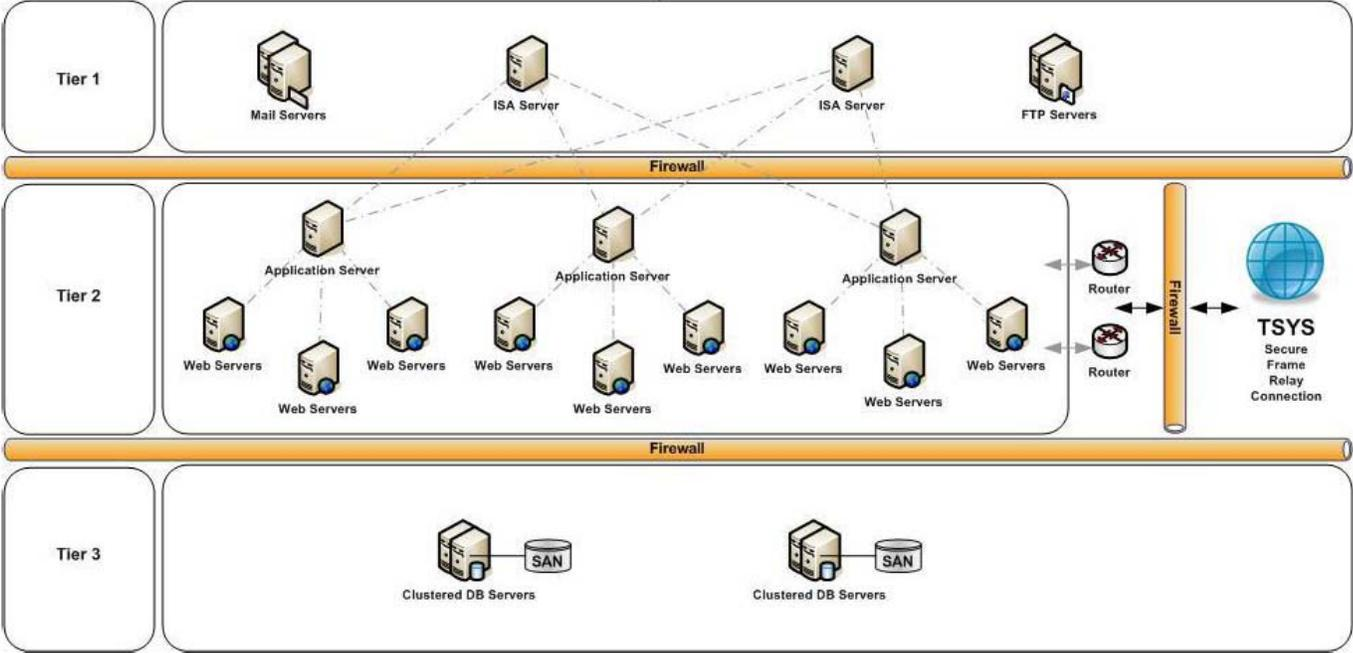 Tier 1
Mail Servers
ISA Server
ISA Server
FTP Servers
Firewall
Tier 2
Application Server
Application Server
Application Server
Web Servers
Web Servers
Web Servers
Web Servers
Web Servers
Web Servers
Web Servers
Web Servers
Web Servers
Router
Router
Firewall
TSYS
Secure
Frame
Relay
Connection
Firewall
Tier 3
SAN
Clustered DB Servers
SAN
Clustered DB Servers